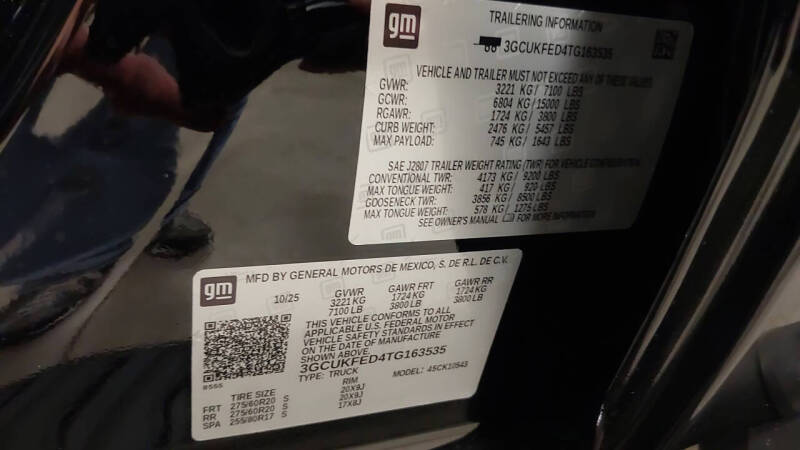 gm
TRAILERING INFORMATION
3GCUKFED4TG163535
VEHICLE AND TRAILER MUST NOT EXCEED ANY OF THESE VALUES
GVWR: 3221 KG/ 7100 LBS
GCWR: 6804 KG/15000 LBS
RGAWR: 1724 KG/ 3800 LBS
CURB WEIGHT: 2476 KG/ 5457 LBS
MAX PAYLOAD: 745 KG/ 1643 LBS
SAE J2807 TRAILER WEIGHT RATING (TWR) FOR VEHICLE CONFIGURATION
CONVENTIONAL TWR: 4173 KG/ 9200 LBS
MAX TONGUE WEIGHT: 417 KG/ 920 LBS
GOOSENECK TWR: 3856 KG/ 8500 LBS
MAX TONGUE WEIGHT: 578 KG/ 1275 LBS
SEE OWNER'S MANUAL FOR MORE INFORMATION
gm
MFD BY GENERAL MOTORS DE MEXICO, S. DE R.L. DE C.V.
10/25 GVWR GAWR FRT GAWR RR
3221 KG 1724 KG 1724 KG
7100 LB 3800 LB 3800 LB
THIS VEHICLE CONFORMS TO ALL
APPLICABLE U.S. FEDERAL MOTOR
VEHICLE SAFETY STANDARDS IN EFFECT
ON THE DATE OF MANUFACTURE
SHOWN ABOVE.
3GCUKFED4TG163535
TYPE: TRUCK MODEL: 4SCK10543
TIRE SIZE RIM
FRT 275/60R20 S 20X9J
RR 275/60R20 S 20X9J
SPA 255/80R17 S 17X8J